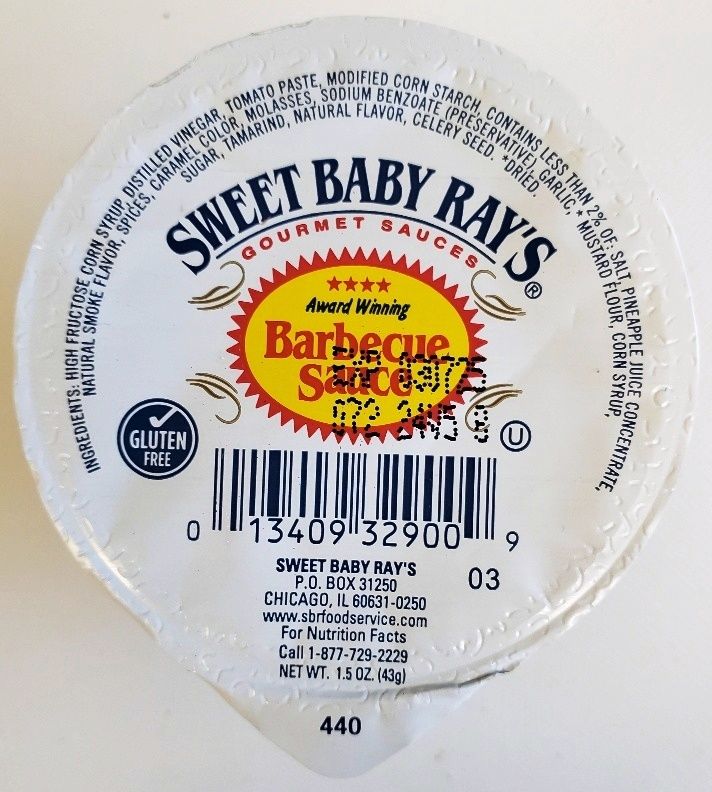 INGREDIENTS: HIGH FRUCTOSE CORN SYRUP, DISTILLED VINEGAR, TOMATO PASTE, MODIFIED CORN STARCH, CONTAINS LESS THAN 2% OF: SALT, PINEAPPLE JUICE CONCENTRATE,
NATURAL SMOKE FLAVOR, SPICES, CARAMEL COLOR, MOLASSES, SODIUM BENZOATE (PRESERVATIVE), GARLIC,* MUSTARD FLOUR, CORN SYRUP,
SUGAR, TAMARIND, NATURAL FLAVOR, CELERY SEED. *DRIED.
SWEET BABY RAY'S®
GOURMET SAUCES
Award Winning
Barbecue
Sauce
GLUTEN
FREE
U
0 13409 32900 9
03
SWEET BABY RAY'S
P.O. BOX 31250
CHICAGO, IL 60631-0250
www.sbrfoodservice.com
For Nutrition Facts
Call 1-877-729-2229
NET WT. 1.5 OZ. (43g)
440